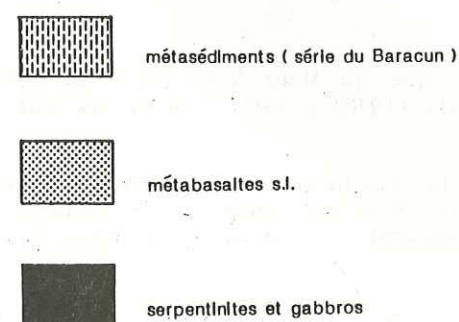 métasédiments ( série du Baracun )
métabasaltes s.l.
serpentinites et gabbros